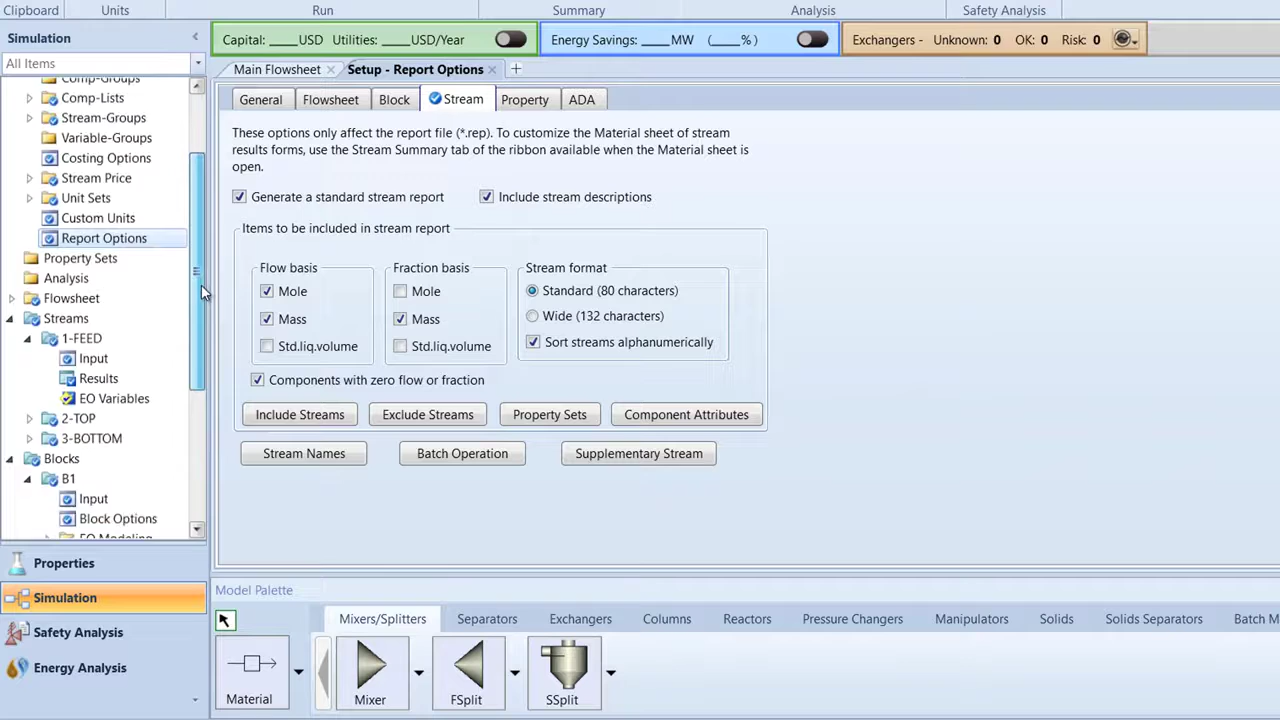 Clipboard Units Run Summary Analysis Safety Analysis
Simulation
Capital: ____USD Utilities: ____USD/Year Energy Savings: ____MW (____%) Exchangers - Unknown: 0 OK: 0 Risk: 0
All Items
Main Flowsheet Setup - Report Options +
Comp-Groups
Comp-Lists
Stream-Groups
Variable-Groups
Costing Options
Stream Price
Unit Sets
Custom Units
Report Options
Property Sets
Analysis
Flowsheet
Streams
1-FEED
Input
Results
EO Variables
2-TOP
3-BOTTOM
Blocks
B1
Input
Block Options
EO Modeling
Properties
Simulation
Safety Analysis
Energy Analysis
General Flowsheet Block Stream Property ADA
These options only affect the report file (*.rep). To customize the Material sheet of stream
results forms, use the Stream Summary tab of the ribbon available when the Material sheet is
open.
Generate a standard stream report Include stream descriptions
Items to be included in stream report
Flow basis Fraction basis Stream format
Mole Mole Standard (80 characters)
Mass Mass Wide (132 characters)
Std.liq.volume Std.liq.volume Sort streams alphanumerically
Components with zero flow or fraction
Include Streams Exclude Streams Property Sets Component Attributes
Stream Names Batch Operation Supplementary Stream
Model Palette
Mixers/Splitters Separators Exchangers Columns Reactors Pressure Changers Manipulators Solids Solids Separators Batch M
Material Mixer FSplit SSplit